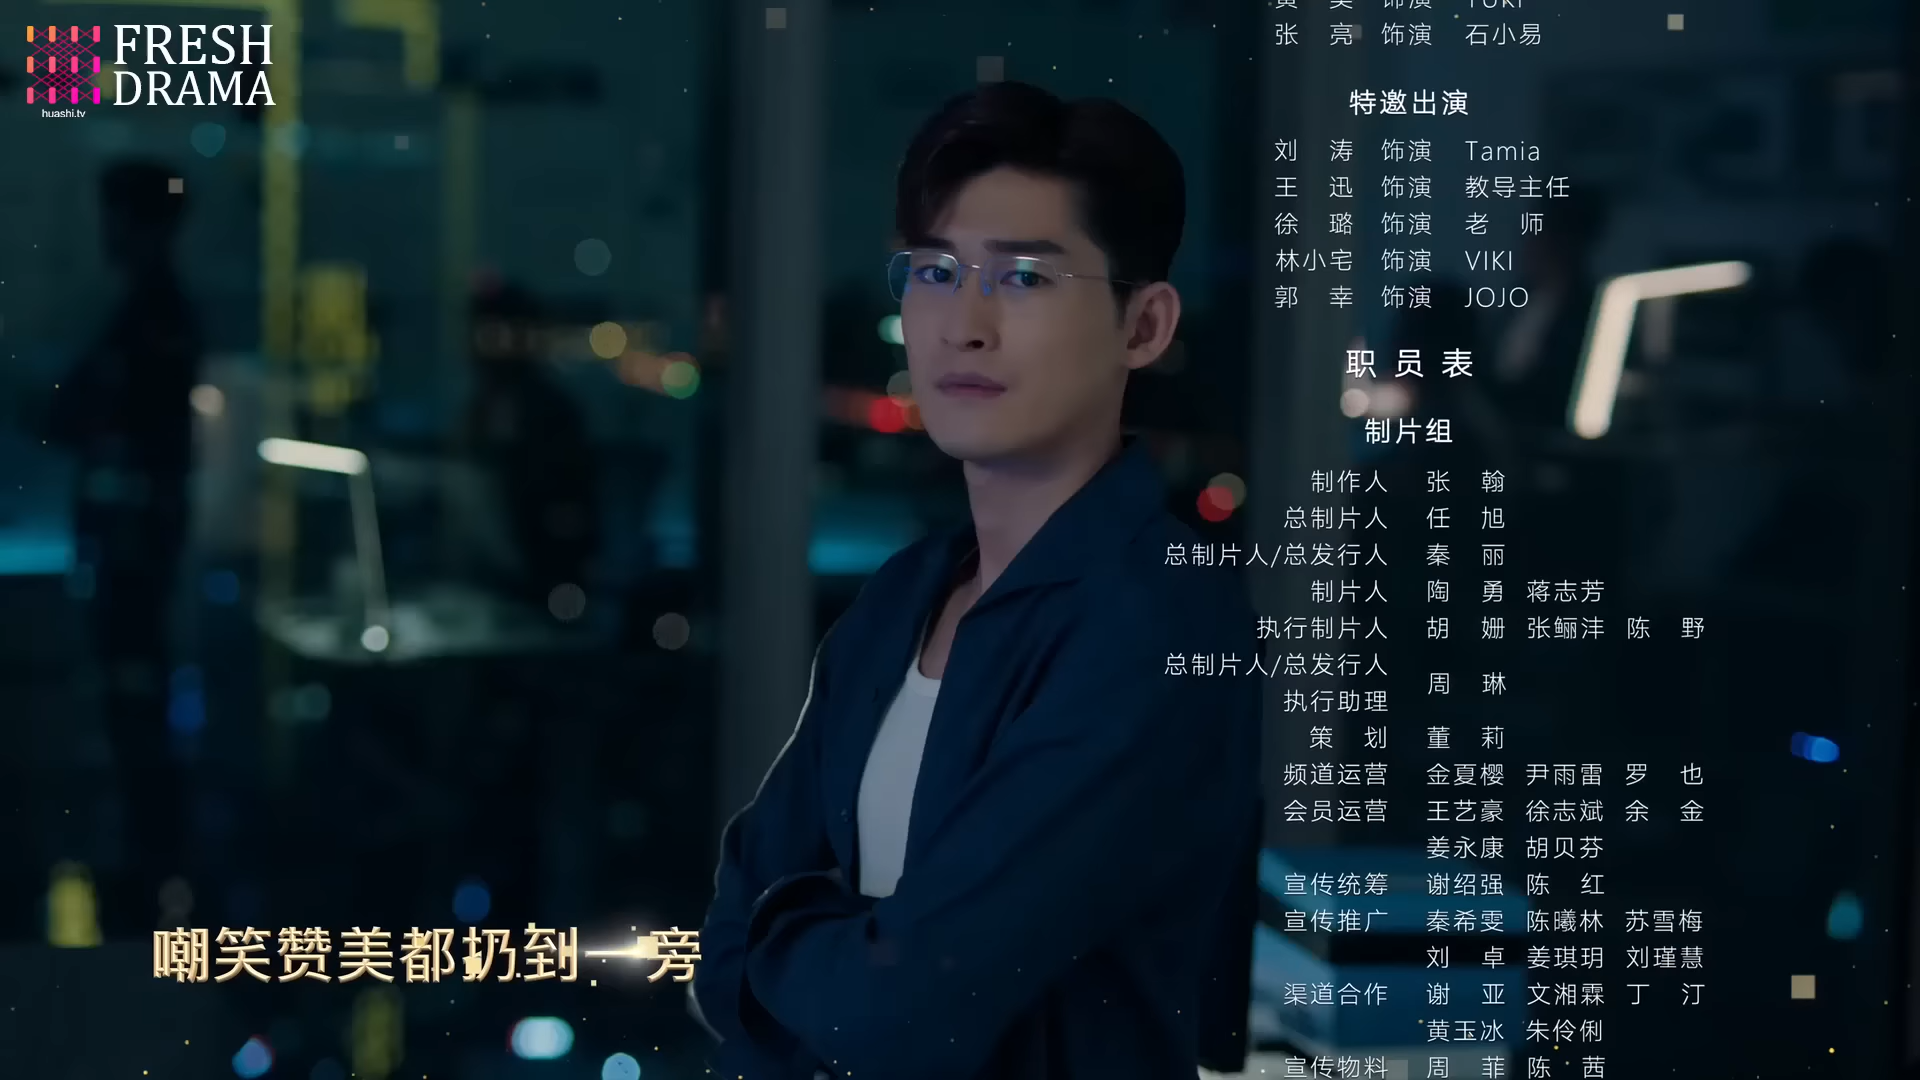 FRESH
DRAMA
huashi.tv
张 亮 饰演 石小易
特邀出演
刘 涛 饰演 Tamia
王 迅 饰演 教导主任
徐 璐 饰演 老 师
林小宅 饰演 VIKI
郭 幸 饰演 JOJO
职员表
制片组
制作人 张 翰
总制片人 任 旭
总制片人/总发行人 秦 丽
制片人 陶 勇 蒋志芳
执行制片人 胡 姗 张鲡沣 陈 野
总制片人/总发行人
执行助理 周 琳
策 划 董 莉
频道运营 金夏樱 尹雨雷 罗 也
会员运营 王艺豪 徐志斌 余 金
姜永康 胡贝芬
宣传统筹 谢绍强 陈 红
宣传推广 秦希雯 陈曦林 苏雪梅
刘 卓 姜琪玥 刘瑾慧
渠道合作 谢 亚 文湘霖 丁 汀
黄玉冰 朱伶俐
宣传物料 周 菲 陈 茜
嘲笑赞美都扔到一旁